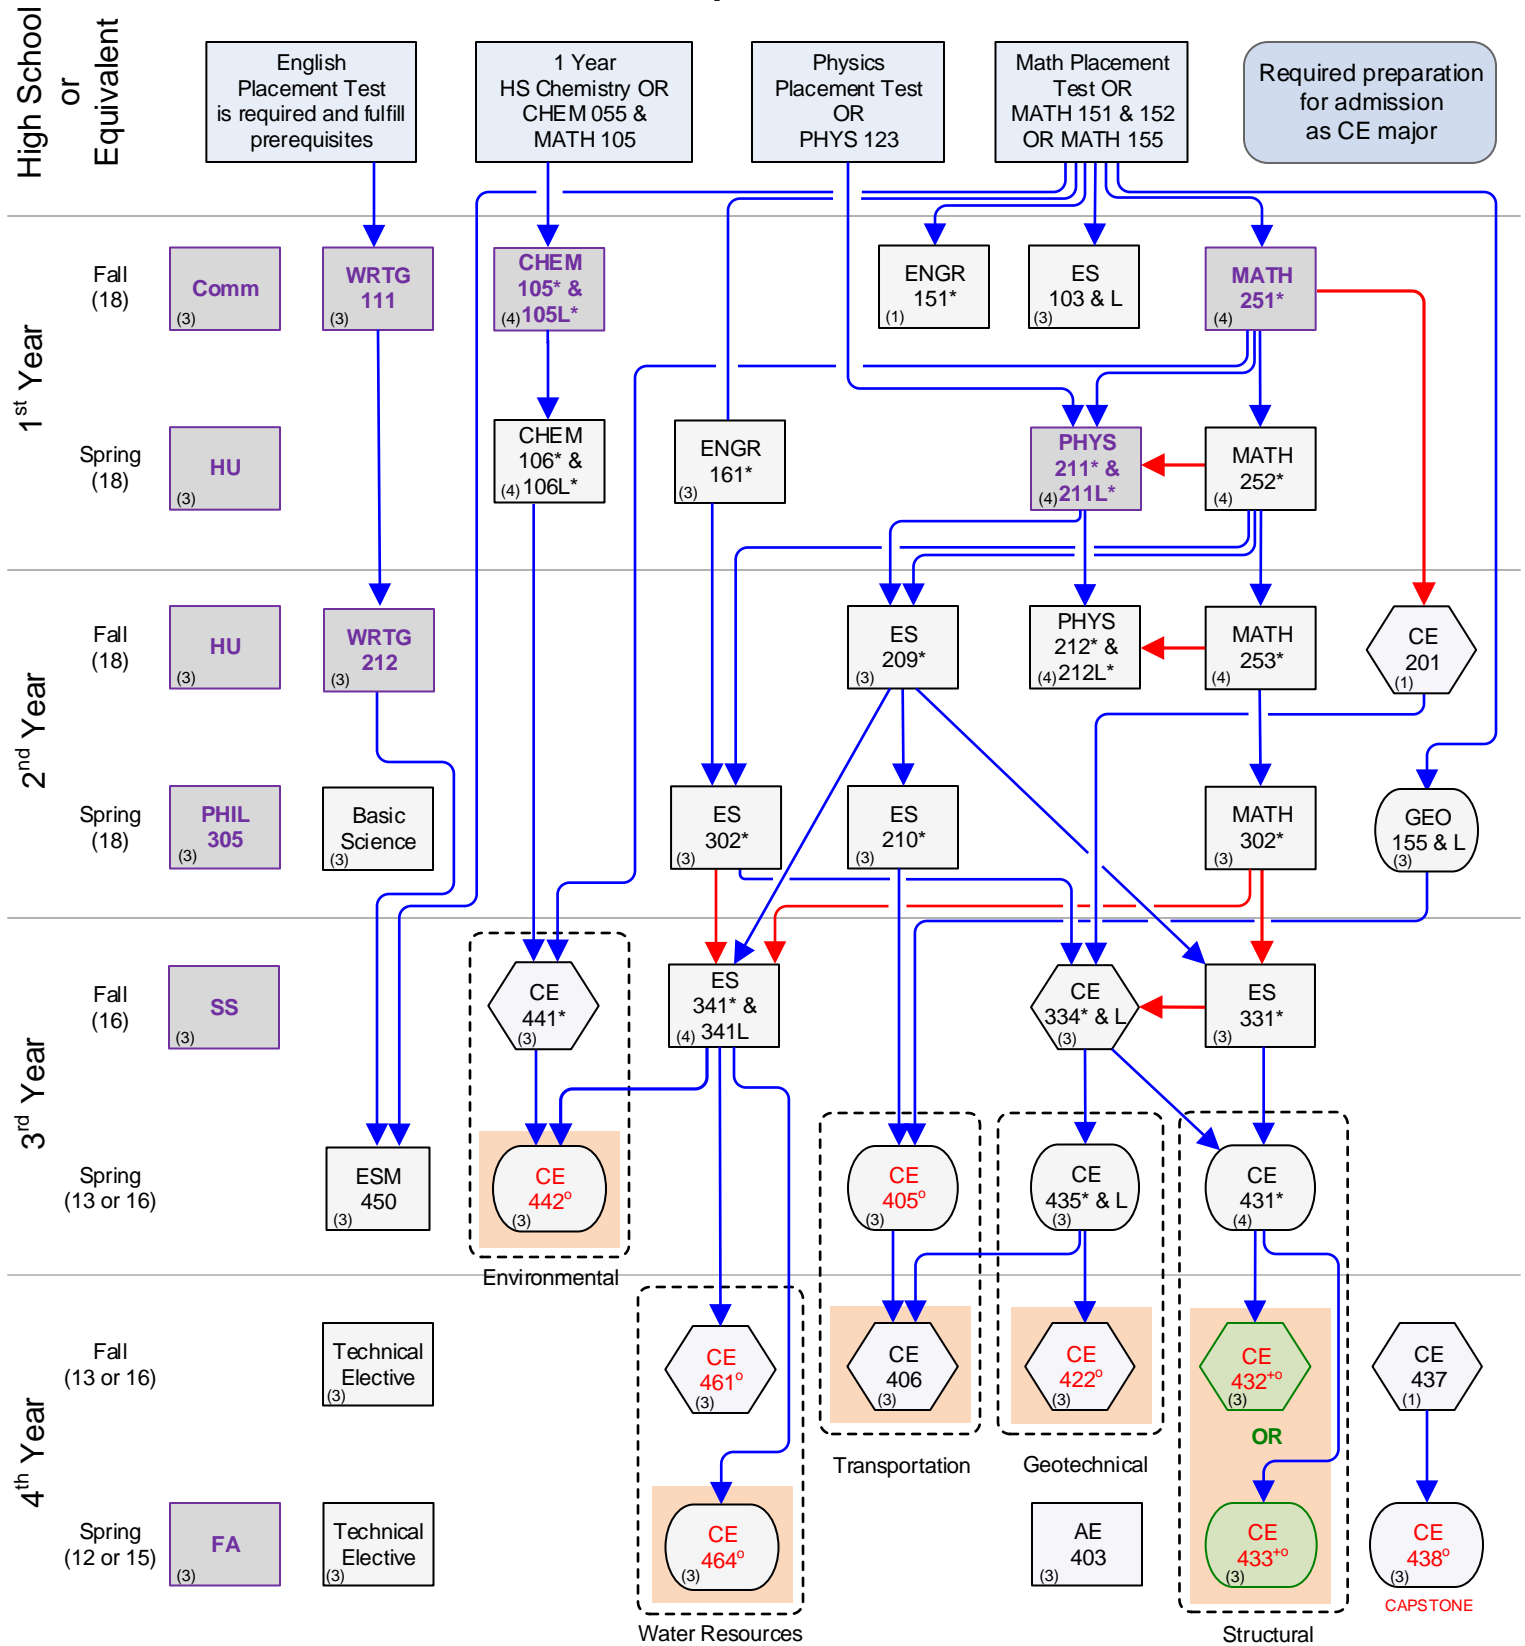 High School
or
Equivalent
English
Placement Test
is required and fulfill
prerequisites
1 Year
HS Chemistry OR
CHEM 055 &
MATH 105
Physics
Placement Test
OR
PHYS 123
Math Placement
Test OR
MATH 151 & 152
OR MATH 155
Required preparation
for admission
as CE major
1st Year
Fall
(18)
Comm
(3)
WRTG
111
(3)
CHEM
105* &
(4) 105L*
ENGR
151*
(1)
ES
103 & L
(3)
MATH
251*
(4)
Spring
(18)
HU
(3)
CHEM
106* &
(4) 106L*
ENGR
161*
(3)
PHYS
211* &
(4) 211L*
MATH
252*
(4)
2nd Year
Fall
(18)
HU
(3)
WRTG
212
(3)
ES
209*
(3)
PHYS
212* &
(4) 212L*
MATH
253*
(4)
CE
201
(1)
Spring
(18)
PHIL
305
(3)
Basic
Science
(3)
ES
302*
(3)
ES
210*
(3)
MATH
302*
(3)
GEO
155 & L
(3)
3rd Year
Fall
(16)
SS
(3)
CE
441*
(3)
ES
341* &
(4) 341L
CE
334* & L
(3)
ES
331*
(3)
Spring
(13 or 16)
ESM
450
(3)
CE
442o
(3)
CE
405o
(3)
CE
435* & L
(3)
CE
431*
(4)
Environmental
4th Year
Fall
(13 or 16)
Technical
Elective
(3)
CE
461o
(3)
CE
406
(3)
CE
422o
(3)
CE
432+o
(3)
CE
437
(1)
OR
Transportation
Geotechnical
Spring
(12 or 15)
FA
(3)
Technical
Elective
(3)
CE
464o
(3)
AE
403
(3)
CE
433+o
(3)
CE
438o
(3)
CAPSTONE
Water Resources
Structural